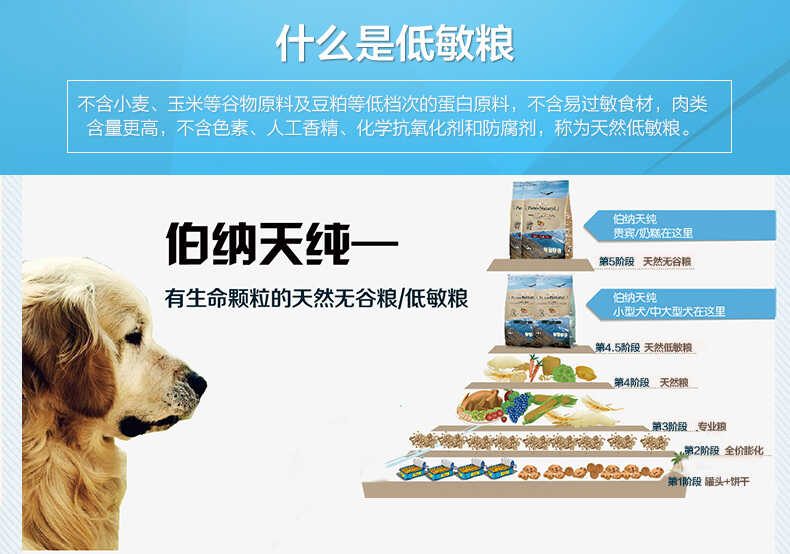 什么是低敏粮
不含小麦、玉米等谷物原料及豆粕等低档次的蛋白原料，不含易过敏食材，肉类
含量更高，不含色素、人工香精、化学抗氧化剂和防腐剂，称为天然低敏粮。
伯纳天纯—
有生命颗粒的天然无谷粮/低敏粮
伯纳天纯
贵宾/奶糕在这里
第5阶段 天然无谷粮
伯纳天纯
小型犬/中大型犬在这里
第4.5阶段 天然低敏粮
第4阶段 天然粮
第3阶段 专业粮
第2阶段 全价膨化
第1阶段 罐头+饼干